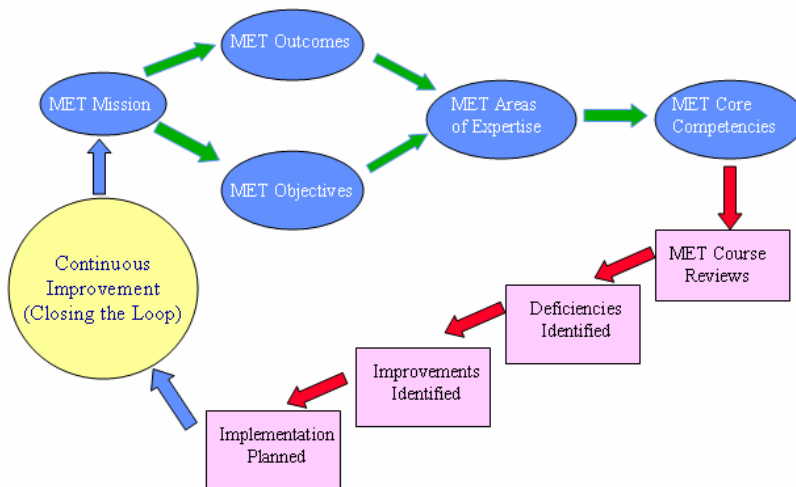 MET Outcomes
MET Mission
MET Areas
of Expertise
MET Core
Competencies
MET Objectives
Continuous
Improvement
(Closing the Loop)
MET Course
Reviews
Deficiencies
Identified
Improvements
Identified
Implementation
Planned